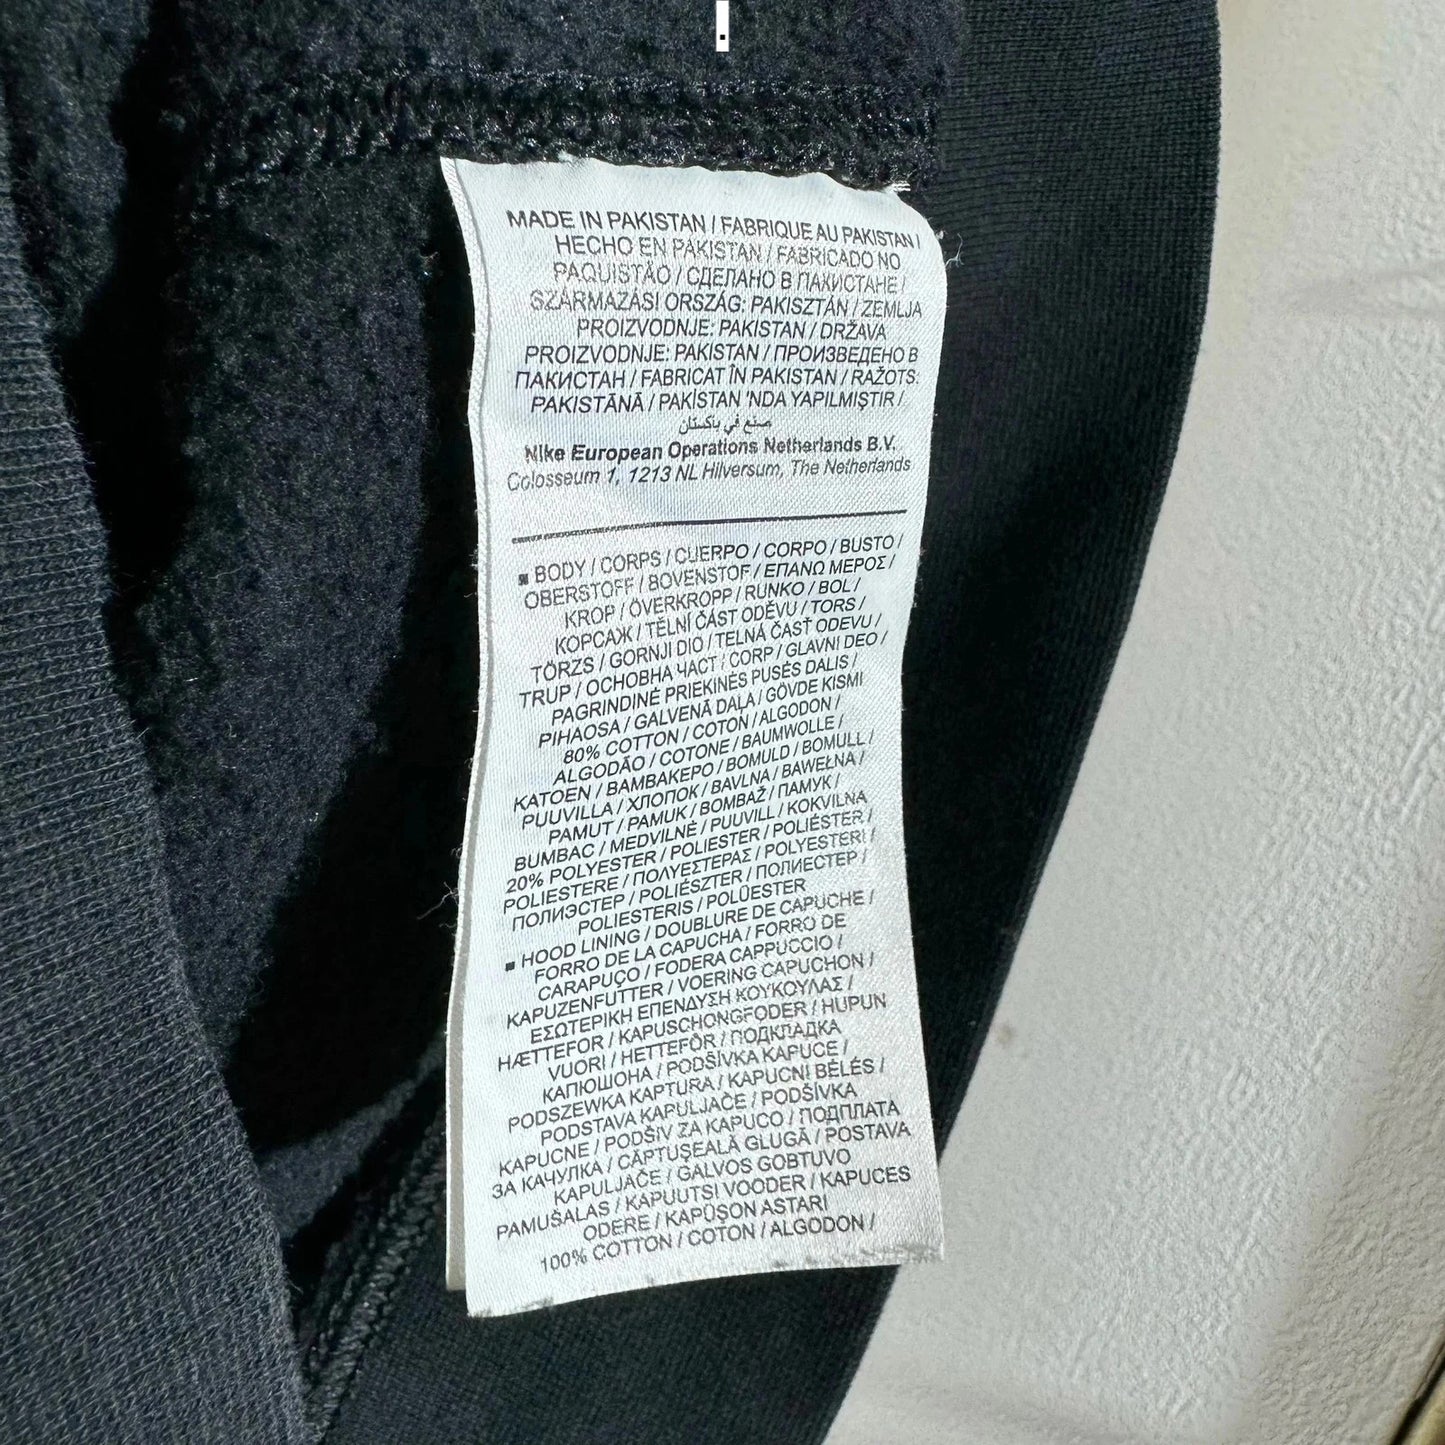 .
MADE IN PAKISTAN / FABRIQUE AU PAKISTAN /
HECHO EN PAKISTAN / FABRICADO NO
PAQUISTÃO / СДЕЛАНО В ПАКИСТАНЕ /
SZÁRMAZÁSI ORSZÁG: PAKISZTÁN / ZEMLJA
PROIZVODNJE: PAKISTAN / DRŽAVA
PROIZVODNJE: PAKISTAN / ПРОИЗВЕДЕНО В
ПАКИСТАН / FABRICAT ÎN PAKISTAN / RAŽOTS:
PAKISTĀNĀ / PAKİSTAN 'NDA YAPILMIŞTIR /
صنع في باكستان
Nike European Operations Netherlands B.V.
Colosseum 1, 1213 NL Hilversum, The Netherlands
■ BODY / CORPS / CUERPO / CORPO / BUSTO /
OBERSTOFF / BOVENSTOF / ΕΠΑΝΩ ΜΕΡΟΣ /
KROP / ÖVERKROPP / RUNKO / BOL /
КОРСАЖ / TĚLNÍ ČÁST ODĚVU / TORS /
TÖRZS / GORNJI DIO / TELNÁ ČASŤ ODEVU /
TRUP / ОСНОВНА ЧАСТ / CORP / GLAVNI DEO /
PAGRINDINĖ PRIEKINĖS PUSĖS DALIS /
PIHAOSA / GALVENĀ DAĻA / GÖVDE KISMI
80% COTTON / COTON / ALGODON /
ALGODÃO / COTONE / BAUMWOLLE /
KATOEN / ΒΑΜΒΑΚΕΡΟ / BOMULD / BOMULL /
PUUVILLA / ХЛОПОК / BAVLNA / BAWEŁNA /
PAMUT / PAMUK / BOMBAŽ / ПАМУК /
BUMBAC / MEDVILNĖ / PUUVILL / KOKVILNA
20% POLYESTER / POLIESTER / POLIÉSTER /
POLIESTERE / ΠΟΛΥΕΣΤΕΡΑΣ / POLYESTERI /
ПОЛИЭСТЕР / POLIÉSZTER / ПОЛИЕСТЕР /
POLIESTERIS / POLÜESTER
■ HOOD LINING / DOUBLURE DE CAPUCHE /
FORRO DE LA CAPUCHA / FORRO DE
CARAPUÇO / FODERA CAPPUCCIO /
KAPUZENFUTTER / VOERING CAPUCHON /
ΕΣΩΤΕΡΙΚΗ ΕΠΕΝΔΥΣΗ ΚΟΥΚΟΥΛΑΣ /
HÆTTEFOR / KAPUSCHONGFODER / HUPUN
VUORI / HETTEFÔR / ПОДКЛАДКА
КАПЮШОНА / PODŠÍVKA KAPUCE /
PODSZEWKA KAPTURA / KAPUCNI BÉLÉS /
PODSTAVA KAPULJAČE / PODŠÍVKA
KAPUCNE / PODŠIV ZA KAPUCO / ПОДПЛАТА
ЗА КАЧУЛКА / CĂPTUŞEALĂ GLUGĂ / POSTAVA
KAPULJAČE / GALVOS GOBTUVO
PAMUŠALAS / KAPUUTSI VOODER / KAPUCES
ODERE / KAPÜŞON ASTARI
100% COTTON / COTON / ALGODON /